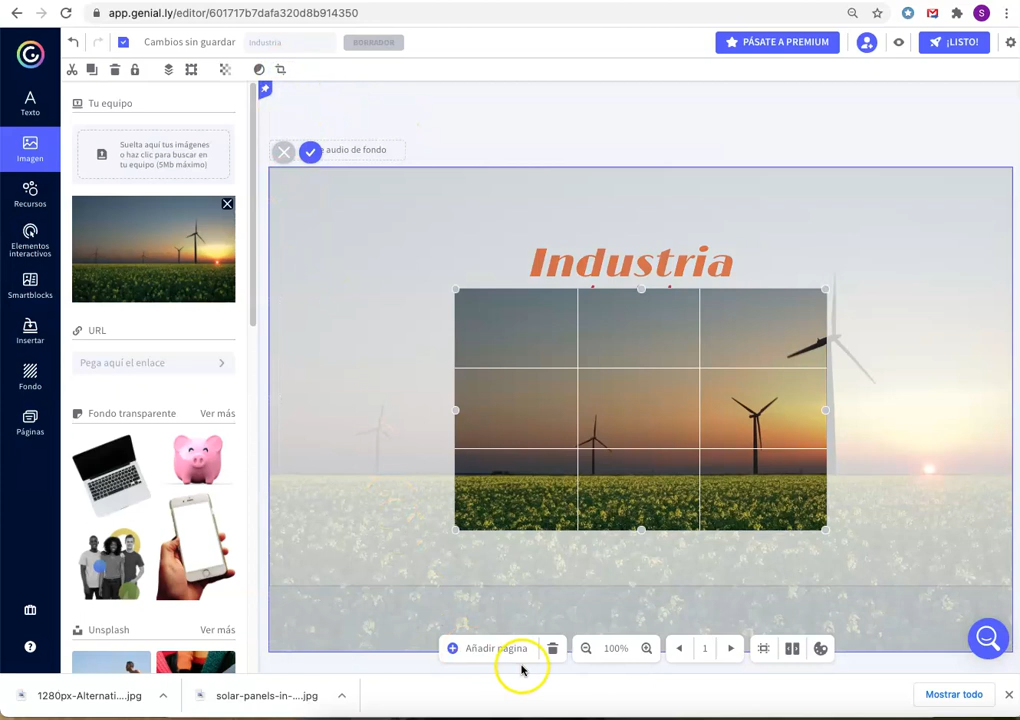 app.genial.ly/editor/601717b7dafa320d8b914350
S
Cambios sin guardar
Industria
BORRADOR
PÁSATE A PREMIUM
¡LISTO!
Texto
Imagen
Recursos
Elementos
interactivos
Smartblocks
Insertar
Fondo
Páginas
Tu equipo
Suelta aquí tus imágenes
o haz clic para buscar en
tu equipo (5Mb máximo)
URL
Pega aquí el enlace
Fondo transparente
Ver más
Unsplash
Ver más
audio de fondo
Industria
Añadir página
100%
1
1280px-Alternati....jpg
solar-panels-in-....jpg
Mostrar todo